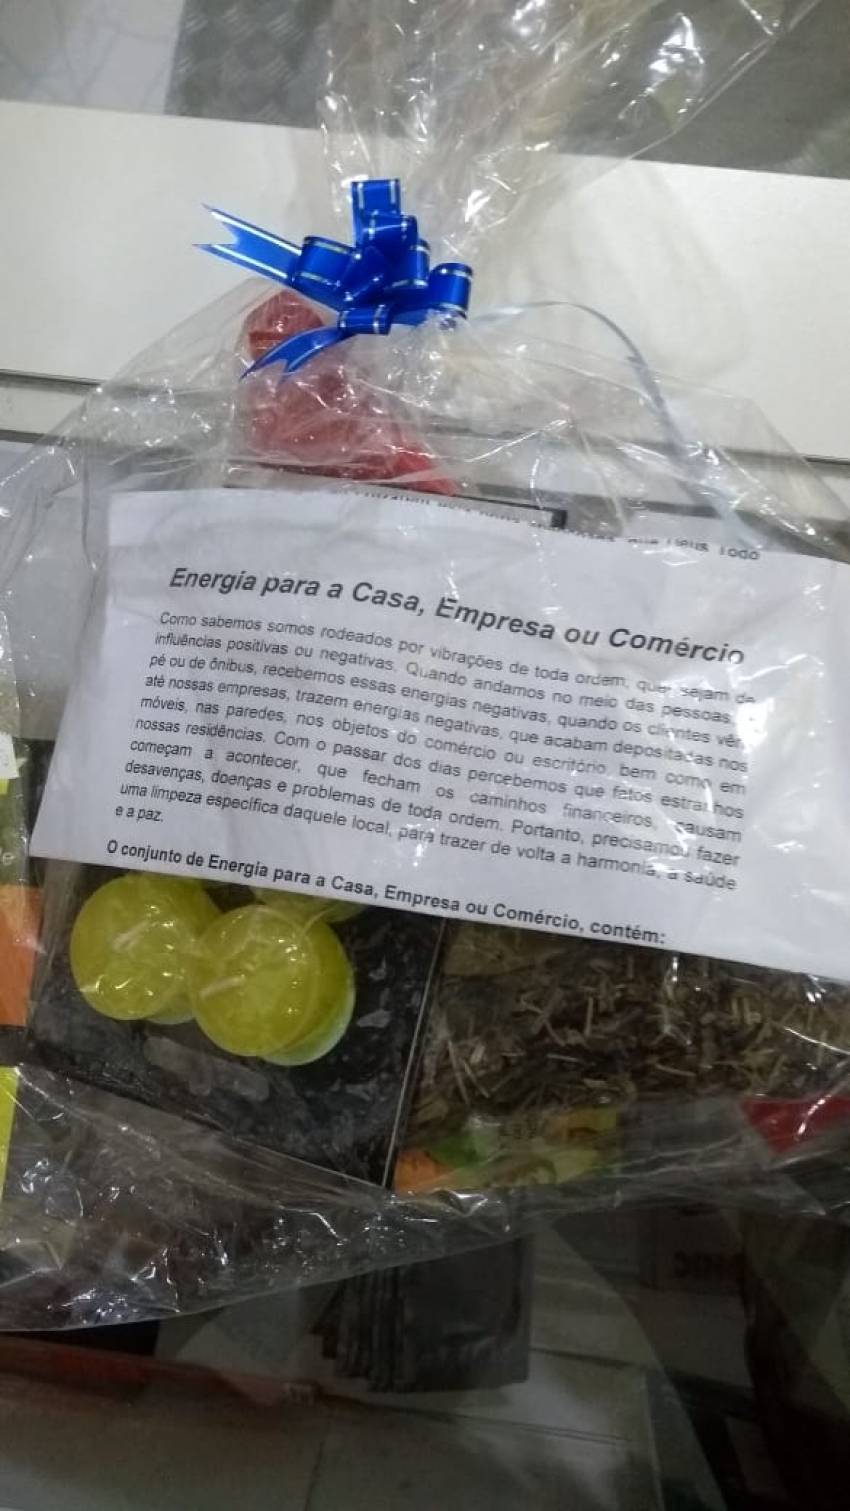 Deus Todo
Energia para a Casa, Empresa ou Comércio
Como sabemos somos rodeados por vibrações de toda ordem, quer sejam de
influências positivas ou negativas. Quando andamos no meio das pessoas,
pé ou de ônibus, recebemos essas energias negativas, quando os clientes vêm
até nossas empresas, trazem energias negativas, que acabam depositadas nos
móveis, nas paredes, nos objetos do comércio ou escritório, bem como em
nossas residências. Com o passar dos dias percebemos que fatos estranhos
começam a acontecer, que fecham os caminhos financeiros, causam
desavenças, doenças e problemas de toda ordem. Portanto, precisamos fazer
uma limpeza específica daquele local, para trazer de volta a harmonia, a saúde
e a paz.
O conjunto de Energia para a Casa, Empresa ou Comércio, contém: